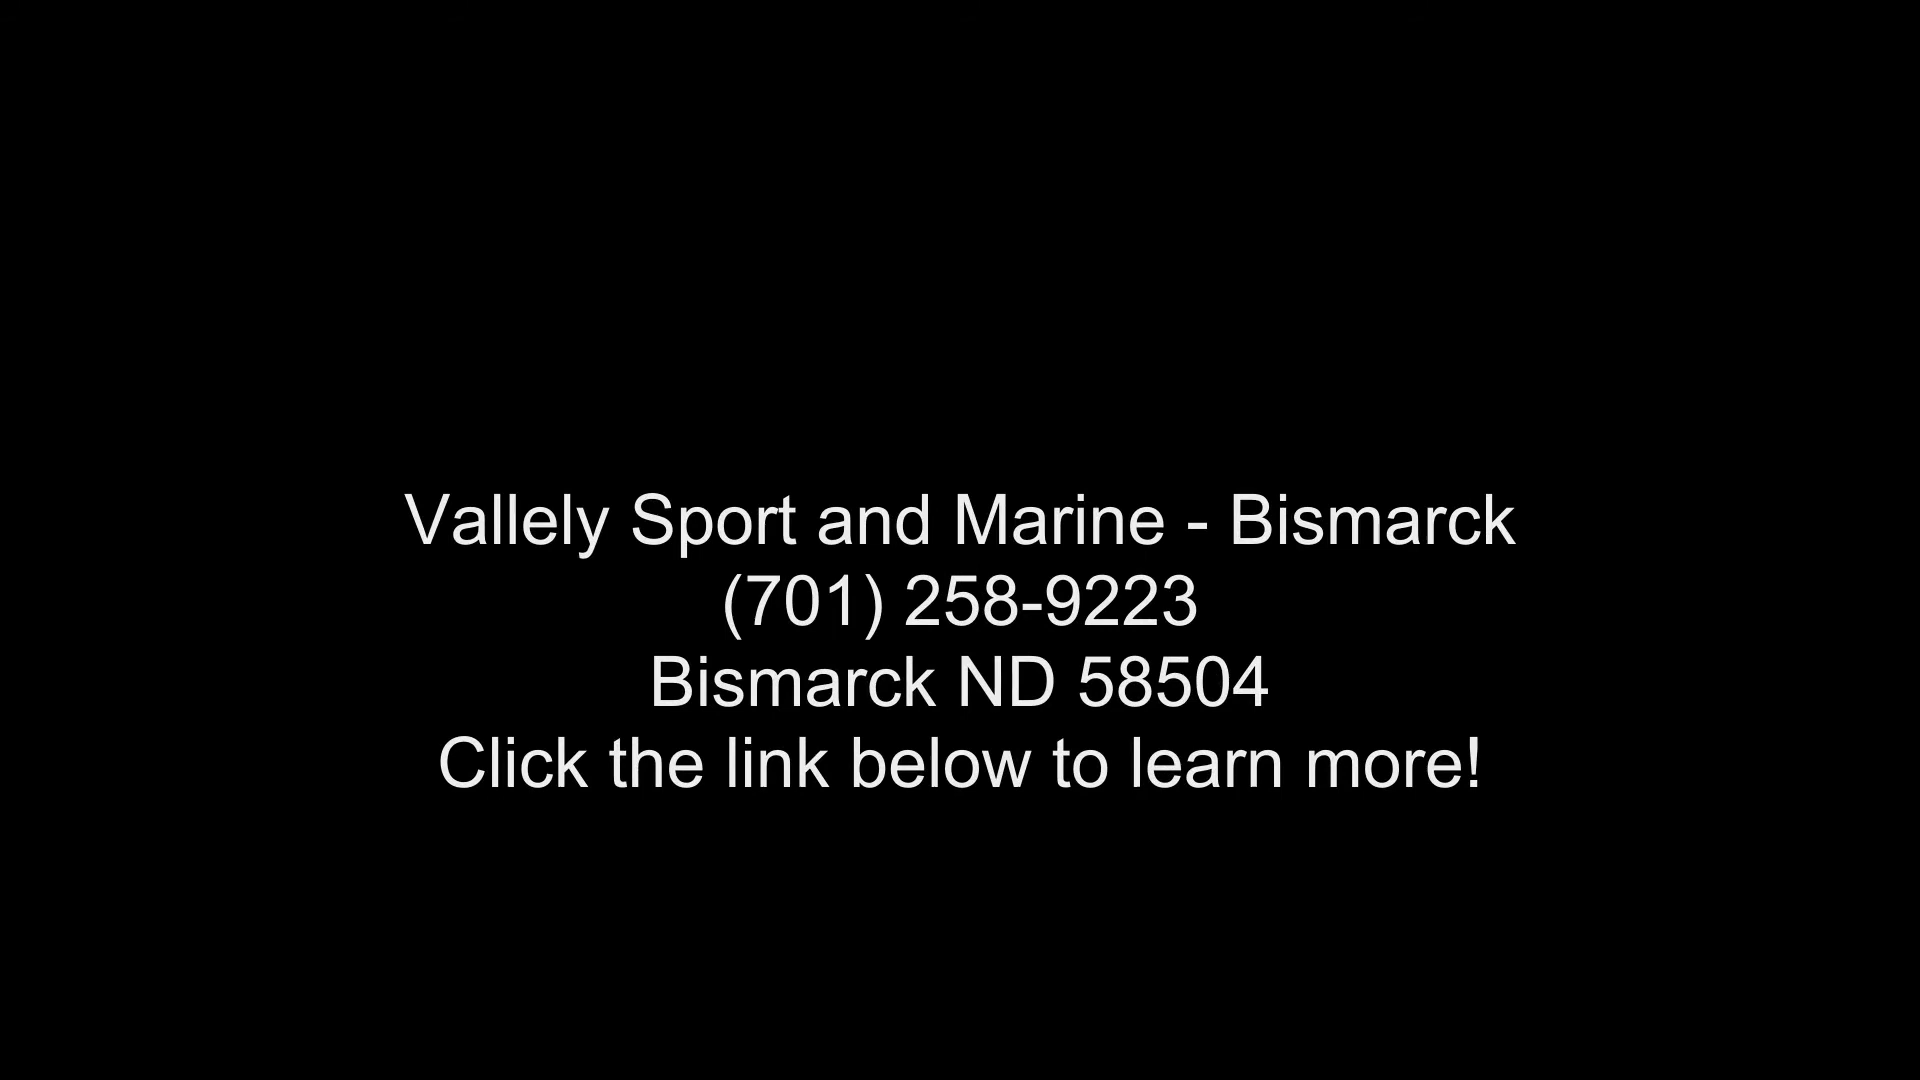 Vallely Sport and Marine - Bismarck
(701) 258-9223
Bismarck ND 58504
Click the link below to learn more!